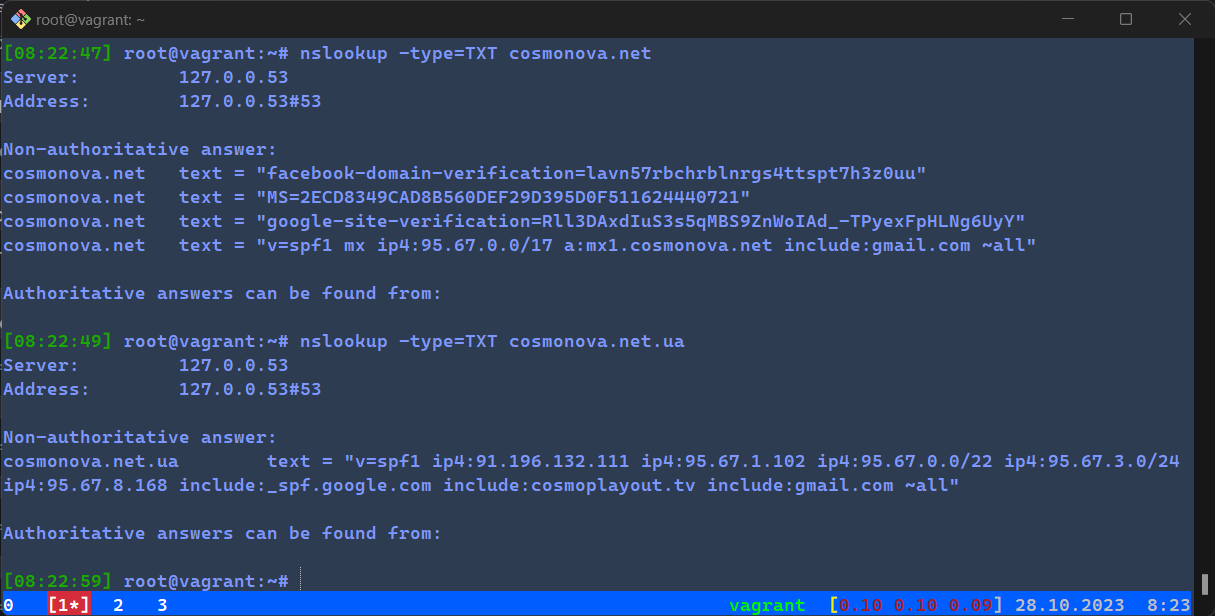 root@vagrant: ~
[08:22:47] root@vagrant:~# nslookup -type=TXT cosmonova.net
Server:         127.0.0.53
Address:        127.0.0.53#53
Non-authoritative answer:
cosmonova.net   text = "facebook-domain-verification=lavn57rbchrblnrgs4ttspt7h3z0uu"
cosmonova.net   text = "MS=2ECD8349CAD8B560DEF29D395D0F511624440721"
cosmonova.net   text = "google-site-verification=Rll3DAxdIuS3s5qMBS9ZnWoIAd_-TPyexFpHLNg6UyY"
cosmonova.net   text = "v=spf1 mx ip4:95.67.0.0/17 a:mx1.cosmonova.net include:gmail.com ~all"
Authoritative answers can be found from:
[08:22:49] root@vagrant:~# nslookup -type=TXT cosmonova.net.ua
Server:         127.0.0.53
Address:        127.0.0.53#53
Non-authoritative answer:
cosmonova.net.ua        text = "v=spf1 ip4:91.196.132.111 ip4:95.67.1.102 ip4:95.67.0.0/22 ip4:95.67.3.0/24
ip4:95.67.8.168 include:_spf.google.com include:cosmoplayout.tv include:gmail.com ~all"
Authoritative answers can be found from:
[08:22:59] root@vagrant:~#
0   [1*]  2   3   vagrant  [0.10 0.10 0.09] 28.10.2023  8:23